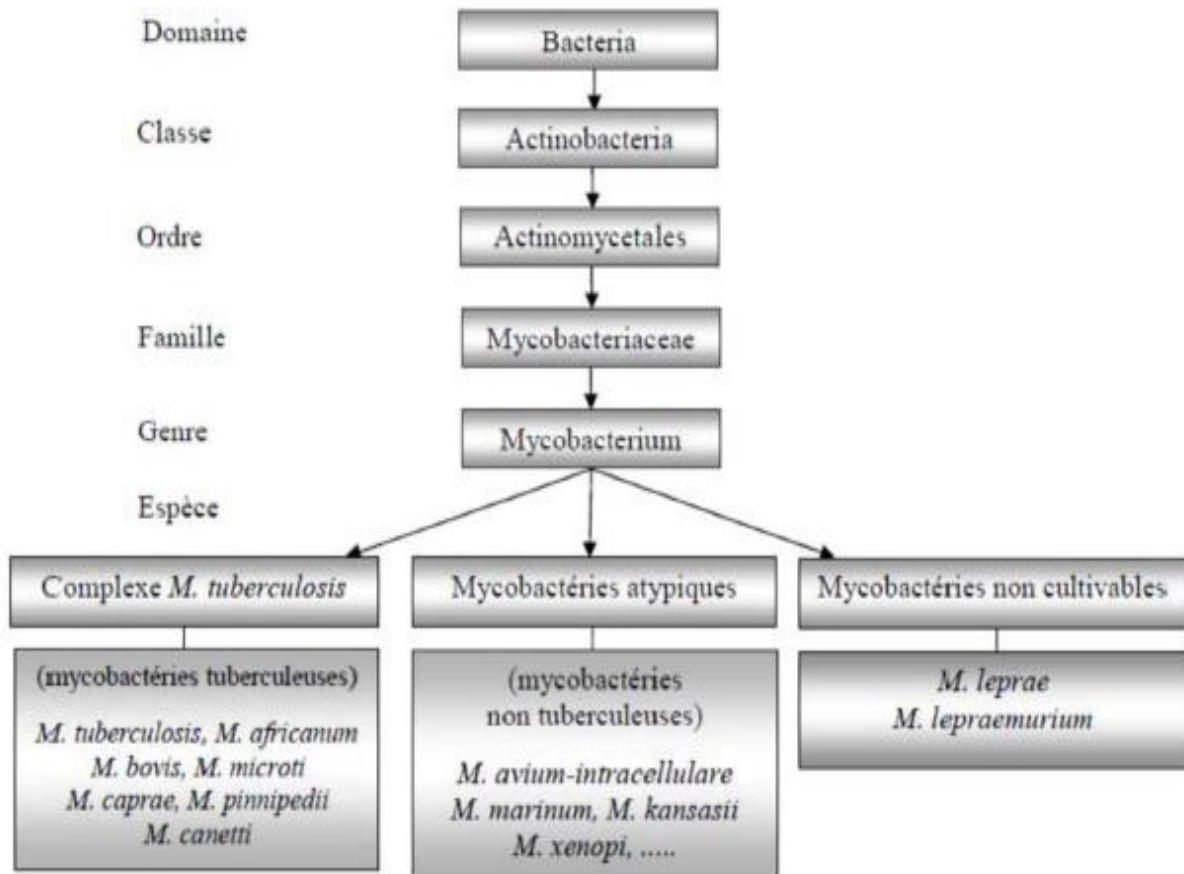 Domaine
Bacteria
Classe
Actinobacteria
Ordre
Actinomycetales
Famille
Mycobacteriaceae
Genre
Mycobacterium
Espèce
Complexe M. tuberculosis
(mycobactéries tuberculeuses)
M. tuberculosis, M. africanum
M. bovis, M. microti
M. caprae, M. pinnipedii
M. canetti
Mycobactéries atypiques
(mycobactéries
non tuberculeuses)
M. avium-intracellulare
M. marinum, M. kansasii
M. xenopi, .....
Mycobactéries non cultivables
M. leprae
M. lepraemurium